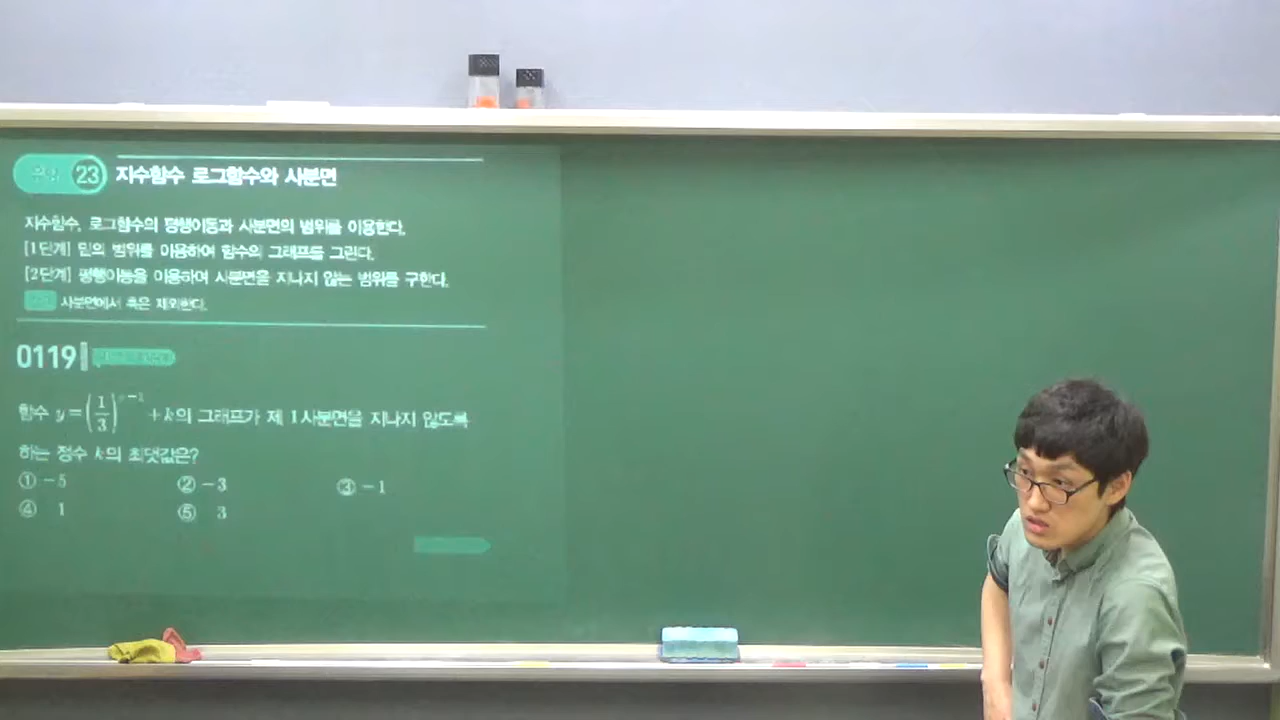 23 지수함수 로그함수와 사분면
지수함수, 로그함수의 평행이동과 사분면의 범위를 이용한다.
[1단계] 밑의 범위를 이용하여 함수의 그래프를 그린다.
[2단계] 평행이동을 이용하여 사분면을 지나지 않는 범위를 구한다.
사분면에서 축은 제외한다.
0119
함수 y=(1/3)^{x-1}+k의 그래프가 제 1사분면을 지나지 않도록
하는 정수 k의 최댓값은?
① -5 ② -3 ③ -1
④ 1 ⑤ 3